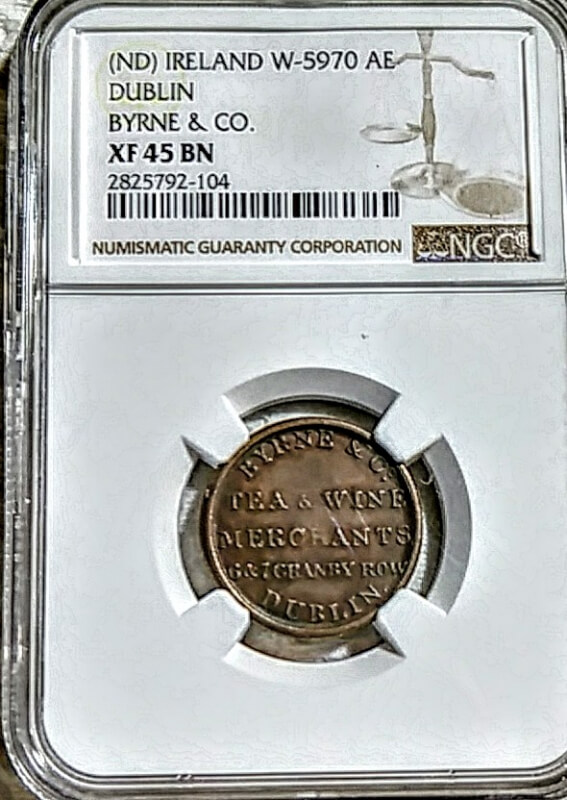 (ND) IRELAND W-5970 AE
DUBLIN
BYRNE & CO.
XF 45 BN
2825792-104
NUMISMATIC GUARANTY CORPORATION
NGC®
BYRNE & Co.
TEA & WINE
MERCHANTS
6&7 GRANBY ROW
DUBLIN.